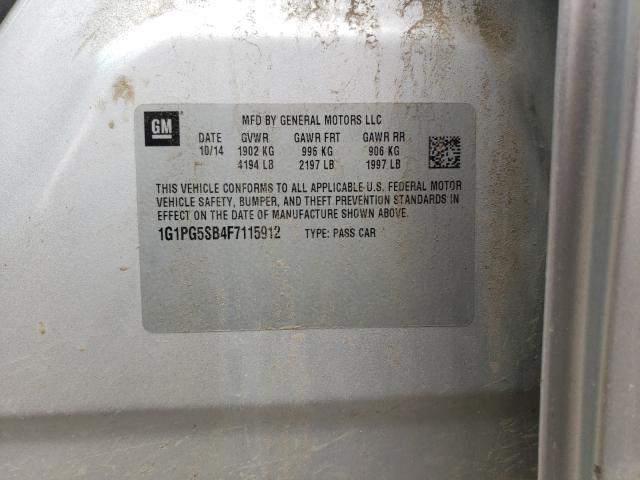 GM
MFD BY GENERAL MOTORS LLC
DATE GVWR GAWR FRT GAWR RR
10/14 1902 KG 996 KG 906 KG
4194 LB 2197 LB 1997 LB
THIS VEHICLE CONFORMS TO ALL APPLICABLE U.S. FEDERAL MOTOR
VEHICLE SAFETY, BUMPER, AND THEFT PREVENTION STANDARDS IN
EFFECT ON THE DATE OF MANUFACTURE SHOWN ABOVE.
1G1PG5SB4F7115912 TYPE: PASS CAR